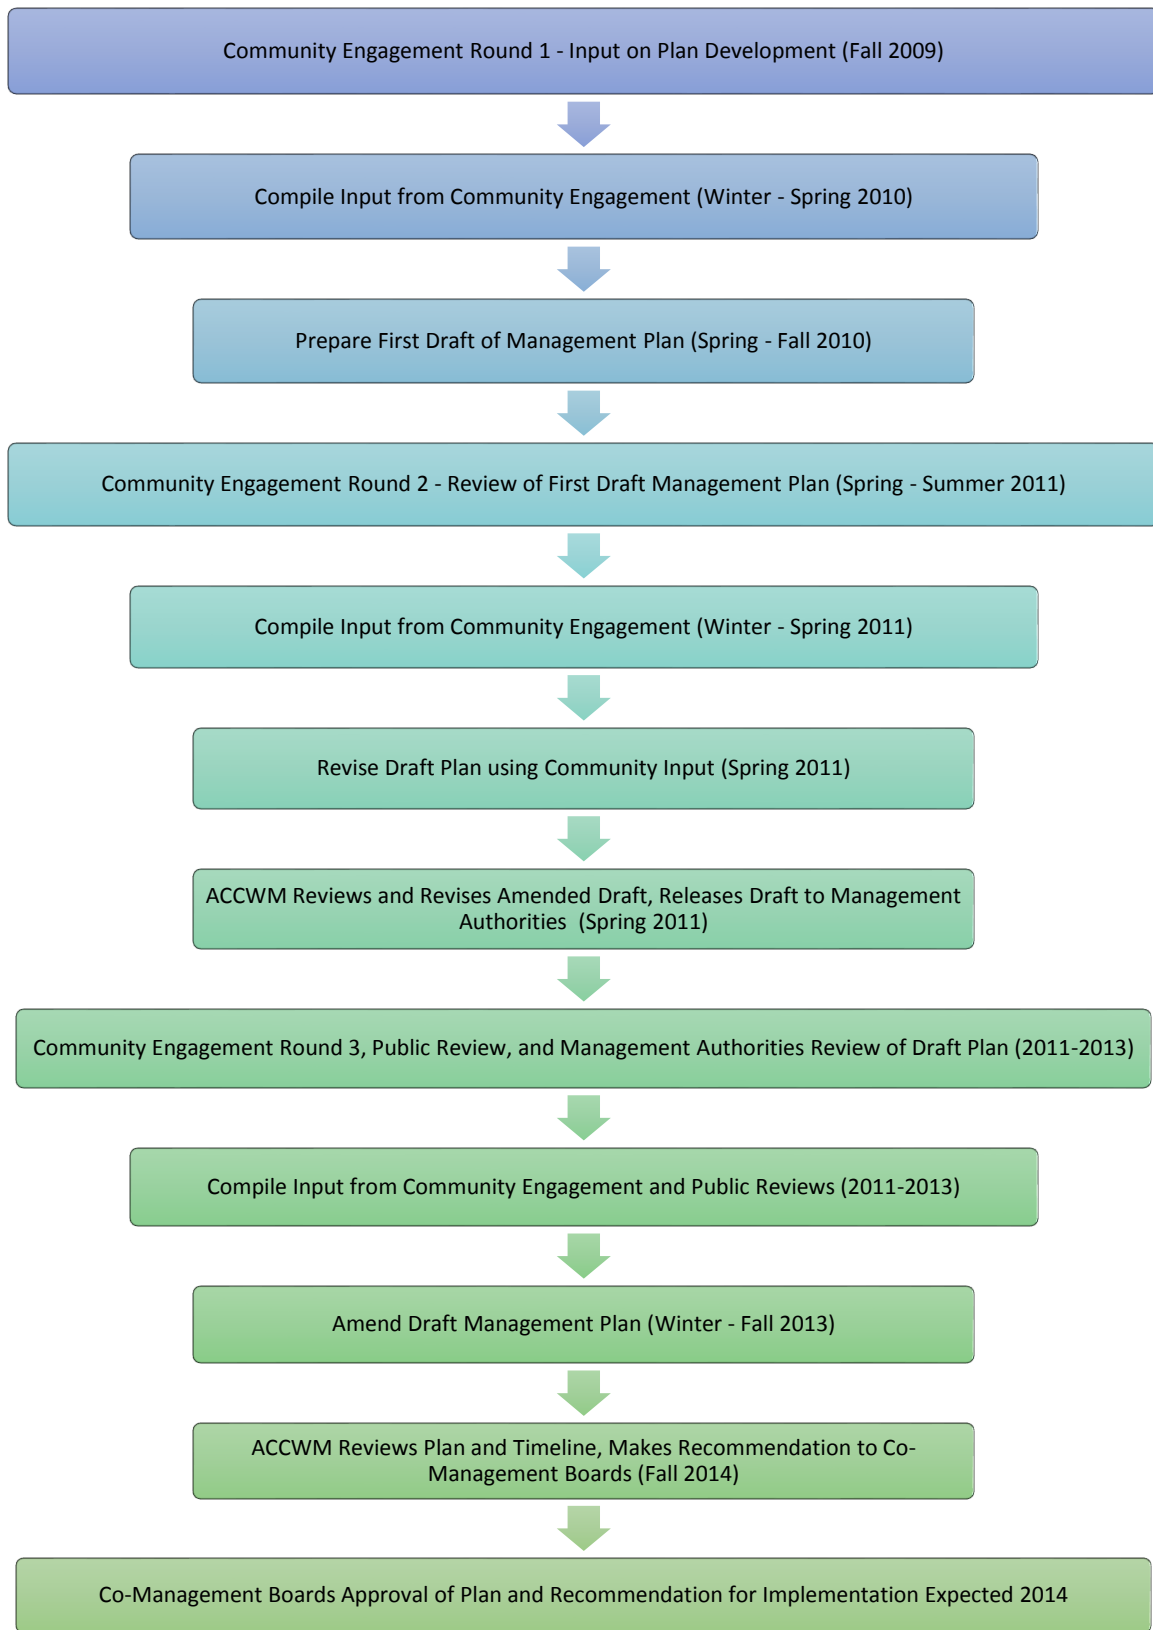 Community Engagement Round 1 - Input on Plan Development (Fall 2009)
Compile Input from Community Engagement (Winter - Spring 2010)
Prepare First Draft of Management Plan (Spring - Fall 2010)
Community Engagement Round 2 - Review of First Draft Management Plan (Spring - Summer 2011)
Compile Input from Community Engagement (Winter - Spring 2011)
Revise Draft Plan using Community Input (Spring 2011)
ACCWM Reviews and Revises Amended Draft, Releases Draft to Management
Authorities (Spring 2011)
Community Engagement Round 3, Public Review, and Management Authorities Review of Draft Plan (2011-2013)
Compile Input from Community Engagement and Public Reviews (2011-2013)
Amend Draft Management Plan (Winter - Fall 2013)
ACCWM Reviews Plan and Timeline, Makes Recommendation to Co-
Management Boards (Fall 2014)
Co-Management Boards Approval of Plan and Recommendation for Implementation Expected 2014